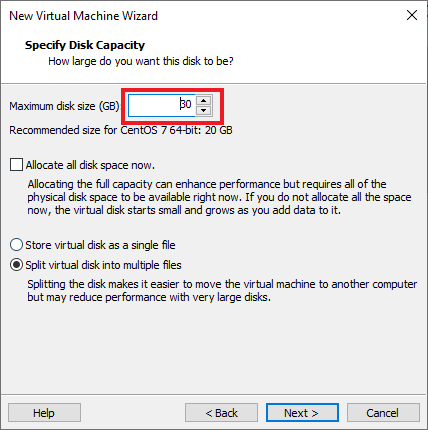 New Virtual Machine Wizard
Specify Disk Capacity
How large do you want this disk to be?
Maximum disk size (GB): 30
Recommended size for CentOS 7 64-bit: 20 GB
Allocate all disk space now.
Allocating the full capacity can enhance performance but requires all of the
physical disk space to be available right now. If you do not allocate all the space
now, the virtual disk starts small and grows as you add data to it.
Store virtual disk as a single file
Split virtual disk into multiple files
Splitting the disk makes it easier to move the virtual machine to another computer
but may reduce performance with very large disks.
Help < Back Next > Cancel